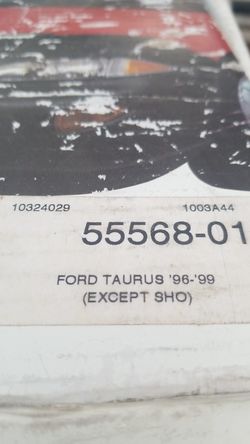 10324029 1003A44
55568-01
FORD TAURUS '96-'99
(EXCEPT SHO)